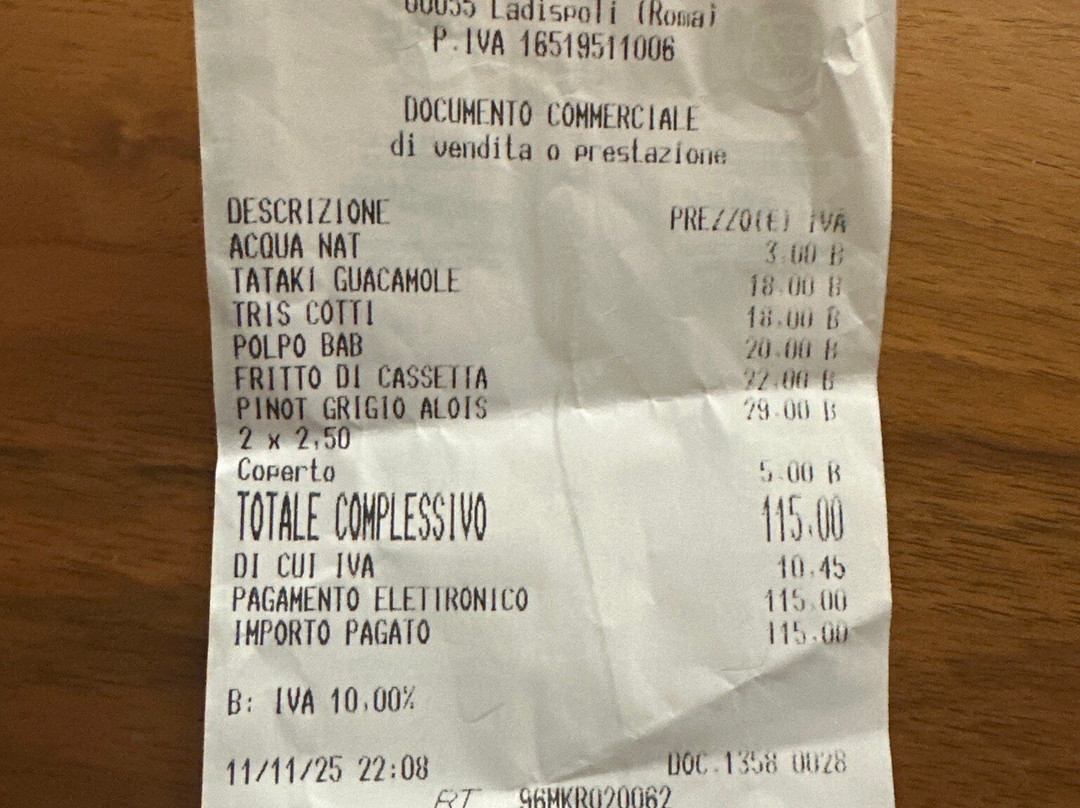 00055 Ladispoli (Roma)
P.IVA 16519511006
DOCUMENTO COMMERCIALE
di vendita o prestazione
DESCRIZIONE PREZZO(E) IVA
ACQUA NAT 3.00 B
TATAKI GUACAMOLE 18.00 B
TRIS COTTI 18.00 B
POLPO BAB 20.00 B
FRITTO DI CASSETTA 22.00 B
PINOT GRIGIO ALOIS 29.00 B
2 x 2,50
Coperto 5.00 B
TOTALE COMPLESSIVO 115.00
DI CUI IVA 10.45
PAGAMENTO ELETTRONICO 115.00
IMPORTO PAGATO 115.00
B: IVA 10,00%
11/11/25 22:08 DOC.1358 0028
RT 96MKR020062